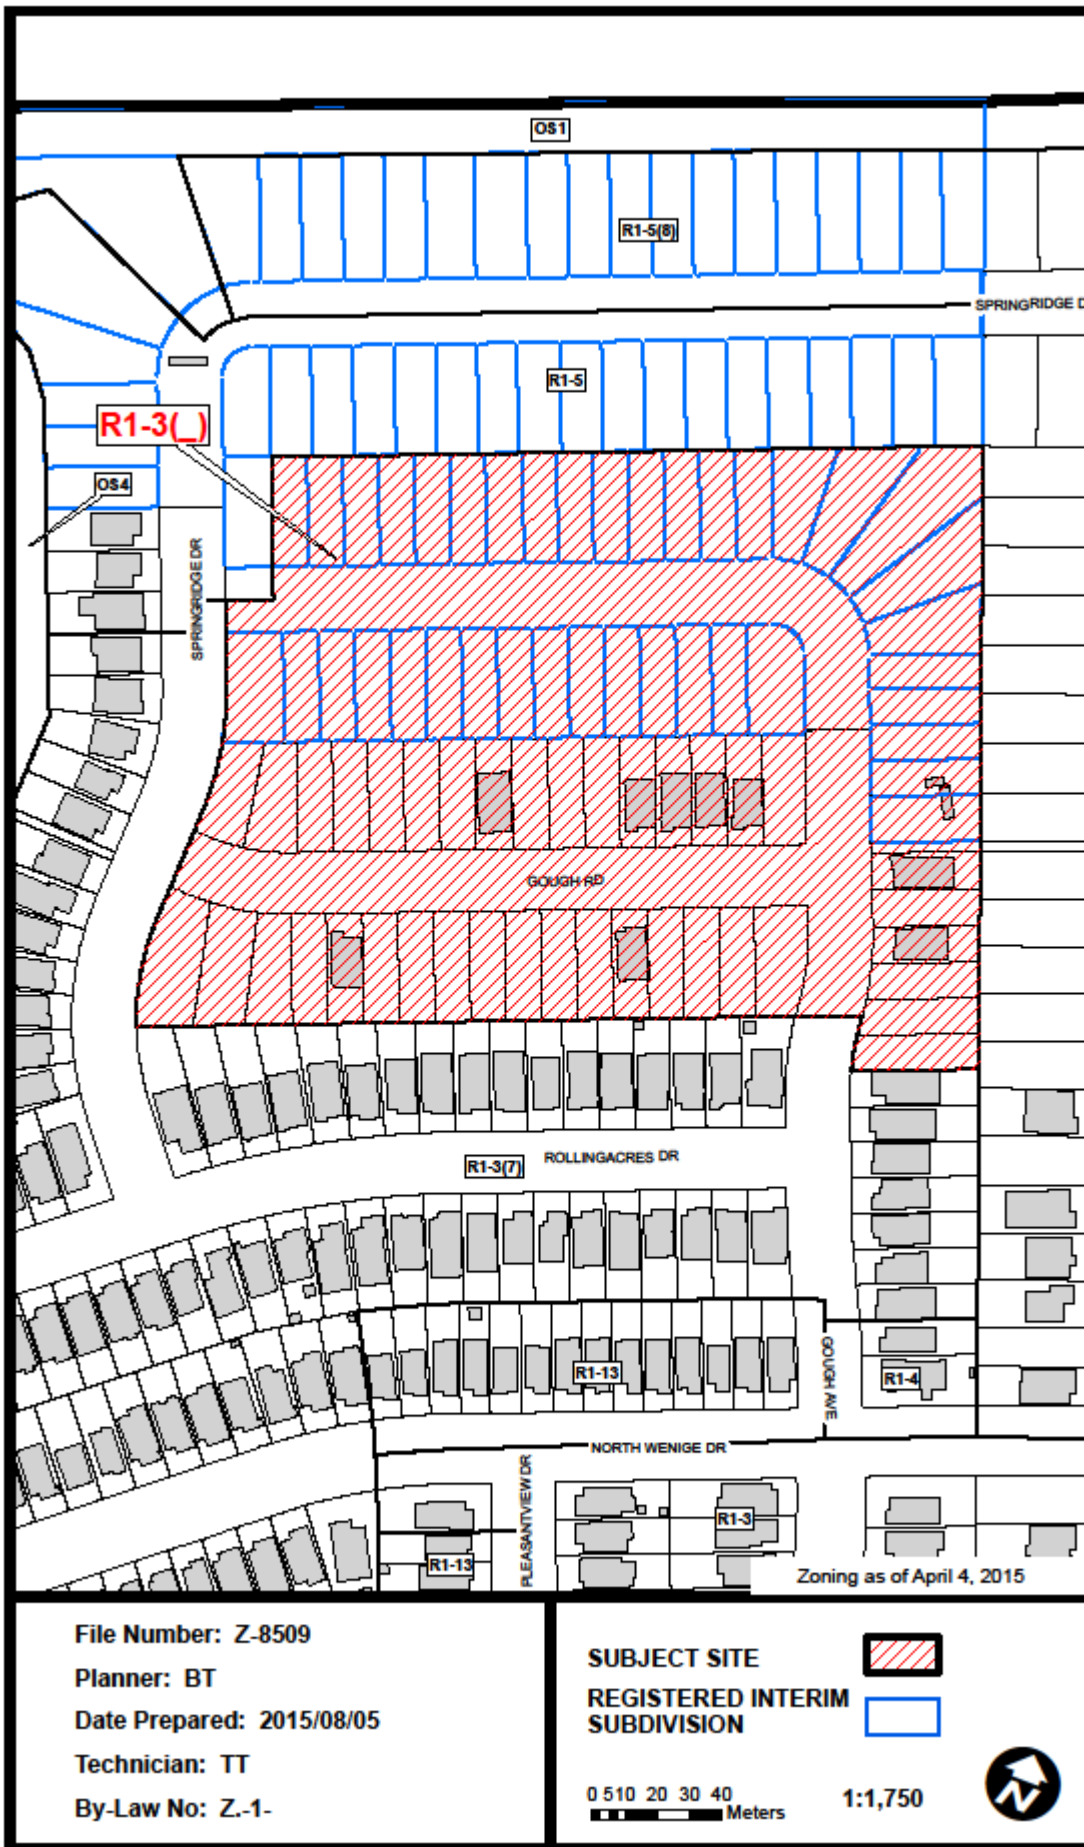 OS1
R1-5(8)
SPRINGRIDGE D
R1-5
R1-3(_)
OS4
SPRINGRIDGE DR
GOUGH RD
ROLLINGACRES DR
R1-3(7)
GOUGH AVE
R1-13
R1-4
NORTH WENIGE DR
PLEASANTVIEW DR
R1-3
R1-13
Zoning as of April 4, 2015
File Number: Z-8509
Planner: BT
Date Prepared: 2015/08/05
Technician: TT
By-Law No: Z.-1-
SUBJECT SITE
REGISTERED INTERIM
SUBDIVISION
0 510 20 30 40
Meters
1:1,750
N